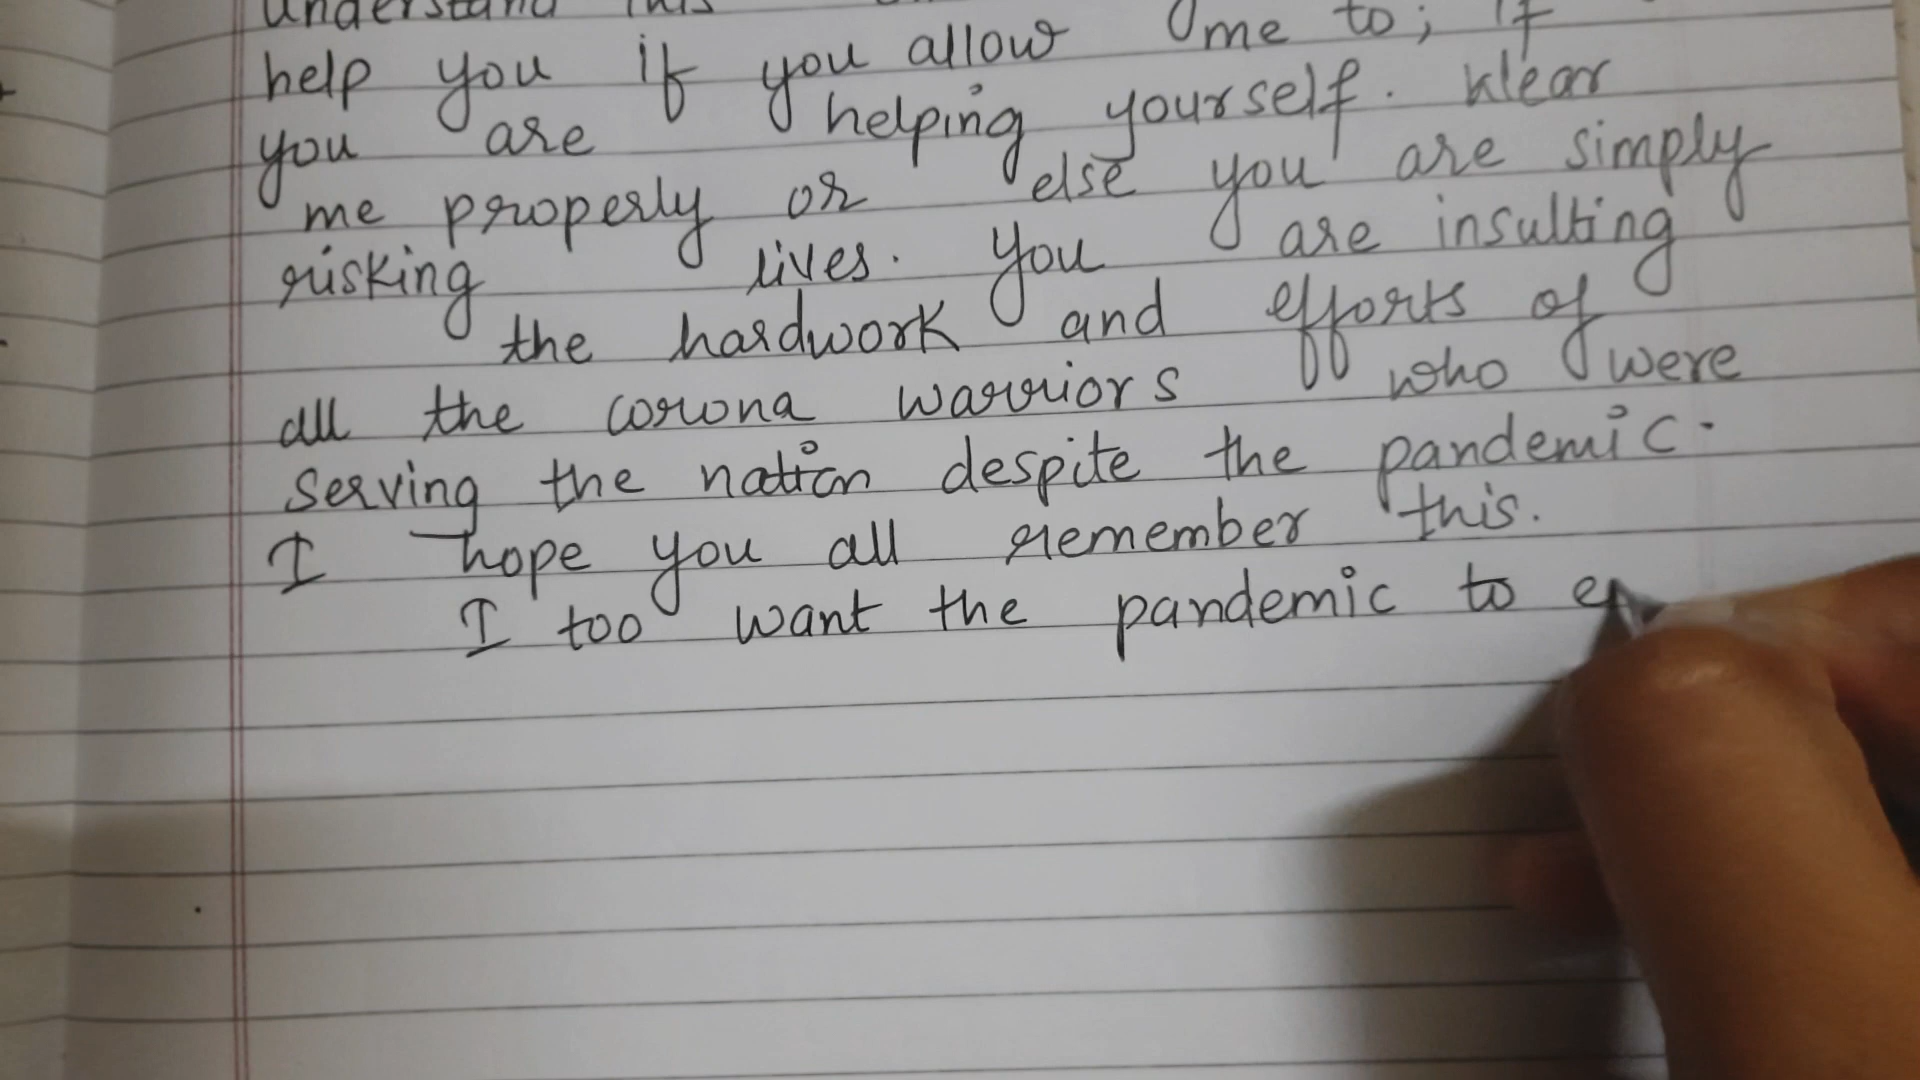 understand this
help you if you allow me to; if
you are helping yourself. Wear
me properly or else you are simply
risking lives. You are insulting
the hardwork and efforts of
all the corona warriors who were
serving the nation despite the pandemic.
I hope you all remember this.
I too want the pandemic to